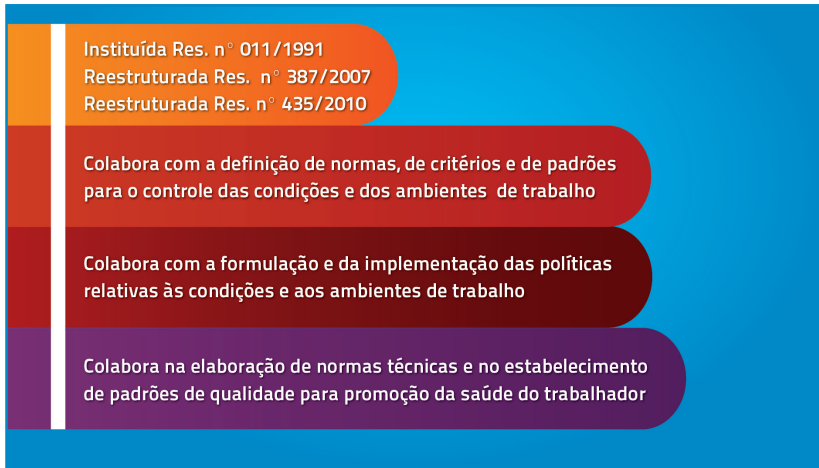 Instituída Res. n° 011/1991
Reestruturada Res. n° 387/2007
Reestruturada Res. n° 435/2010
Colabora com a definição de normas, de critérios e de padrões
para o controle das condições e dos ambientes de trabalho
Colabora com a formulação e da implementação das políticas
relativas às condições e aos ambientes de trabalho
Colabora na elaboração de normas técnicas e no estabelecimento
de padrões de qualidade para promoção da saúde do trabalhador